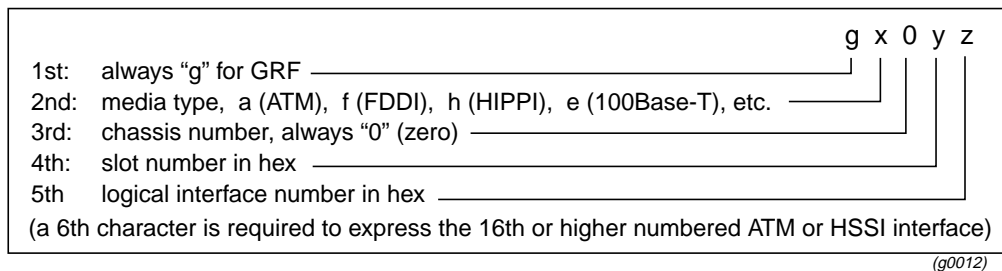 g x 0 y z
1st: always “g” for GRF
2nd: media type, a (ATM), f (FDDI), h (HIPPI), e (100Base-T), etc.
3rd: chassis number, always “0” (zero)
4th: slot number in hex
5th logical interface number in hex
(a 6th character is required to express the 16th or higher numbered ATM or HSSI interface)
(g0012)